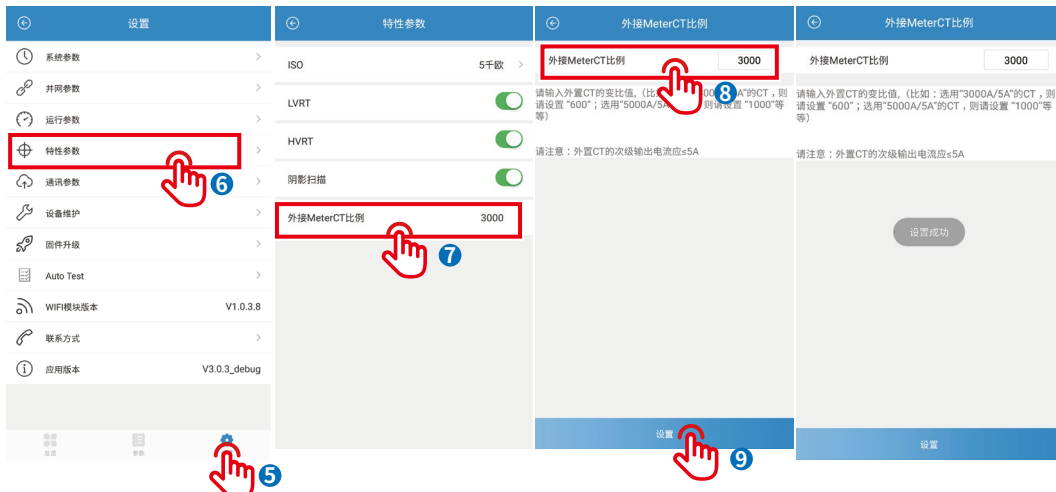 设置
系统参数
并网参数
运行参数
特性参数
6
通讯参数
设备维护
固件升级
Auto Test
WIFI模块版本 V1.0.3.8
联系方式
应用版本 V3.0.3_debug
参数
5
特性参数
ISO 5千欧
LVRT
HVRT
阴影扫描
外接MeterCT比例 3000
7
外接MeterCT比例
外接MeterCT比例 3000
8
请输入外置CT的变比值,(比
A"的CT,则
请设置 "600";选用"5000A/5
则请设置 "1000"等
等)
请注意:外置CT的次级输出电流应≤5A
设置
9
外接MeterCT比例
外接MeterCT比例 3000
请输入外置CT的变比值,(比如:选用"3000A/5A"的CT,则
请设置 "600";选用"5000A/5A"的CT,则请设置 "1000"等
等)
请注意:外置CT的次级输出电流应≤5A
设置成功
设置